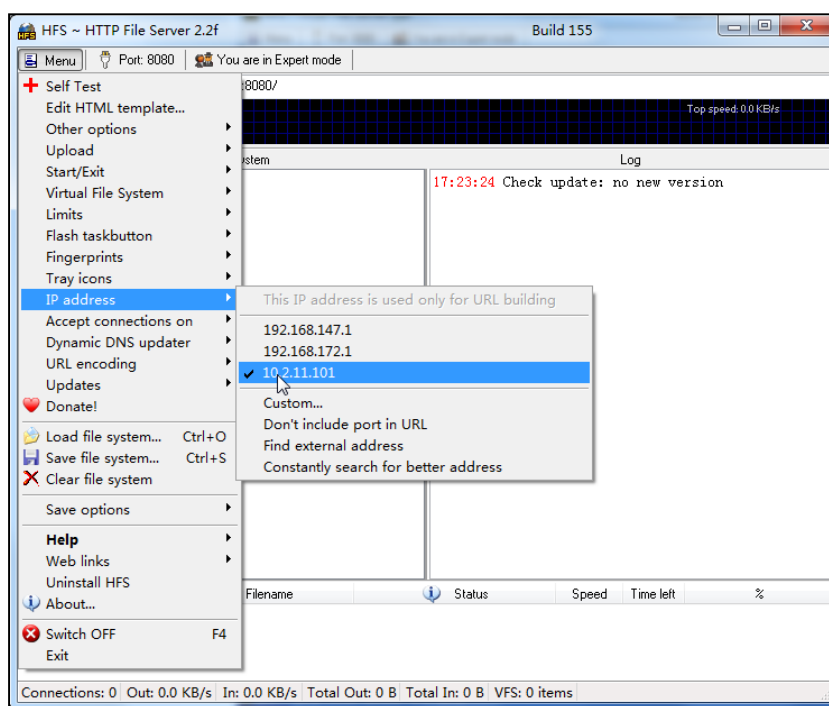 HFS ~ HTTP File Server 2.2f
Build 155
Menu
Port: 8080
You are in Expert mode
Self Test
:8080/
Edit HTML template...
Top speed: 0.0 KB/s
Other options
Upload
Start/Exit
Log
Virtual File System
17:23:24 Check update: no new version
Limits
Flash taskbutton
Fingerprints
Tray icons
IP address
This IP address is used only for URL building
Accept connections on
192.168.147.1
Dynamic DNS updater
192.168.172.1
URL encoding
10.2.11.101
Updates
Donate!
Custom...
Don't include port in URL
Load file system... Ctrl+O
Find external address
Save file system... Ctrl+S
Constantly search for better address
Clear file system
Save options
Help
Web links
Uninstall HFS
Filename
Status
Speed
Time left
%
About...
Switch OFF F4
Exit
Connections: 0 Out: 0.0 KB/s In: 0.0 KB/s Total Out: 0 B Total In: 0 B VFS: 0 items